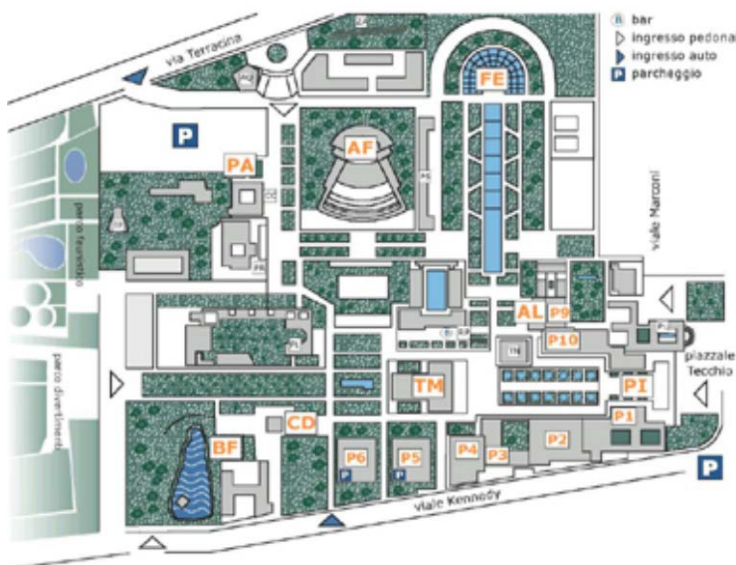 B bar
ingresso pedonal
ingresso auto
P parcheggio
via Terracina
FE
P
PA
AF
viale Marconi
parco faunistico
AL
P9
P10
piazzale
Tecchio
TM
PI
parco divertimenti
CD
P1
BF
P6
P5
P4
P3
P2
P
P
P
viale Kennedy